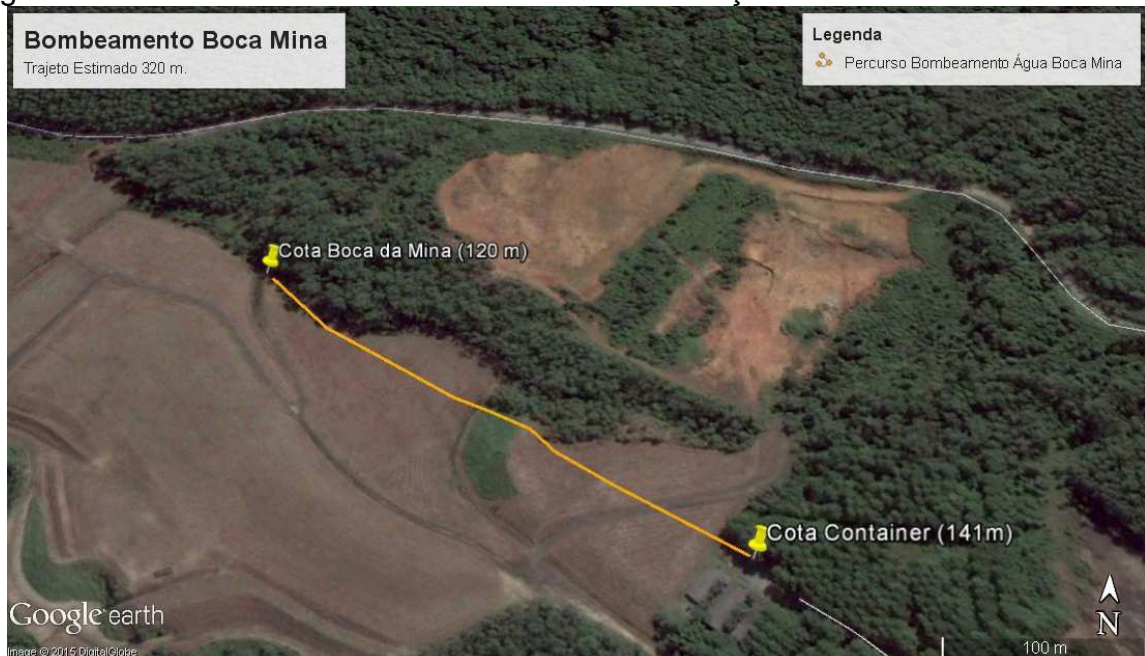 Bombeamento Boca Mina
Trajeto Estimado 320 m.
Legenda
Percurso Bombeamento Água Boca Mina
Cota Boca da Mina (120 m)
Cota Container (141m)
Google earth
N
Image © 2015 DigitalGlobe
100 m